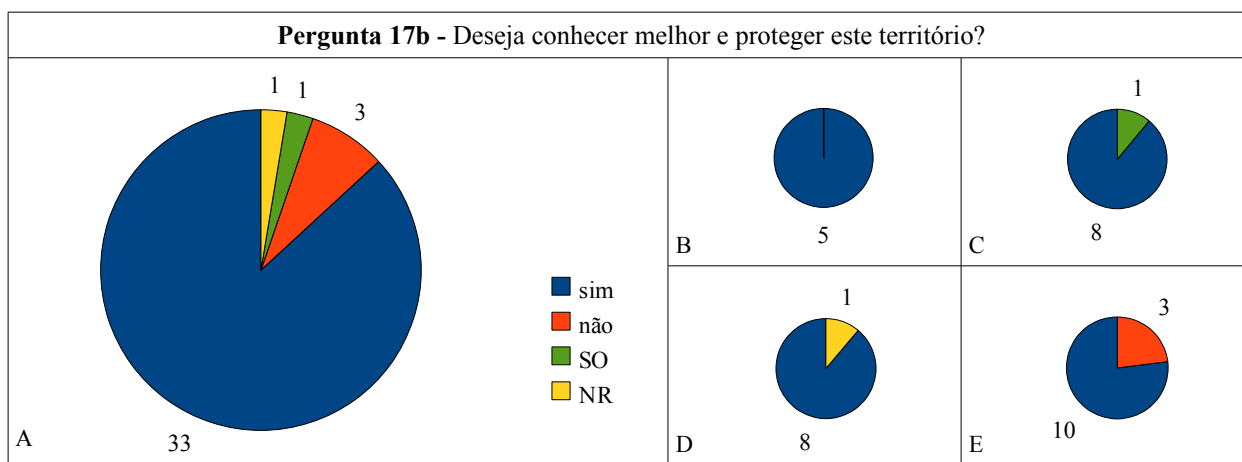 Pergunta 17b - Deseja conhecer melhor e proteger este território?
1
1
3
33
sim
não
SO
NR
A
5
B
1
8
C
1
8
D
3
10
E